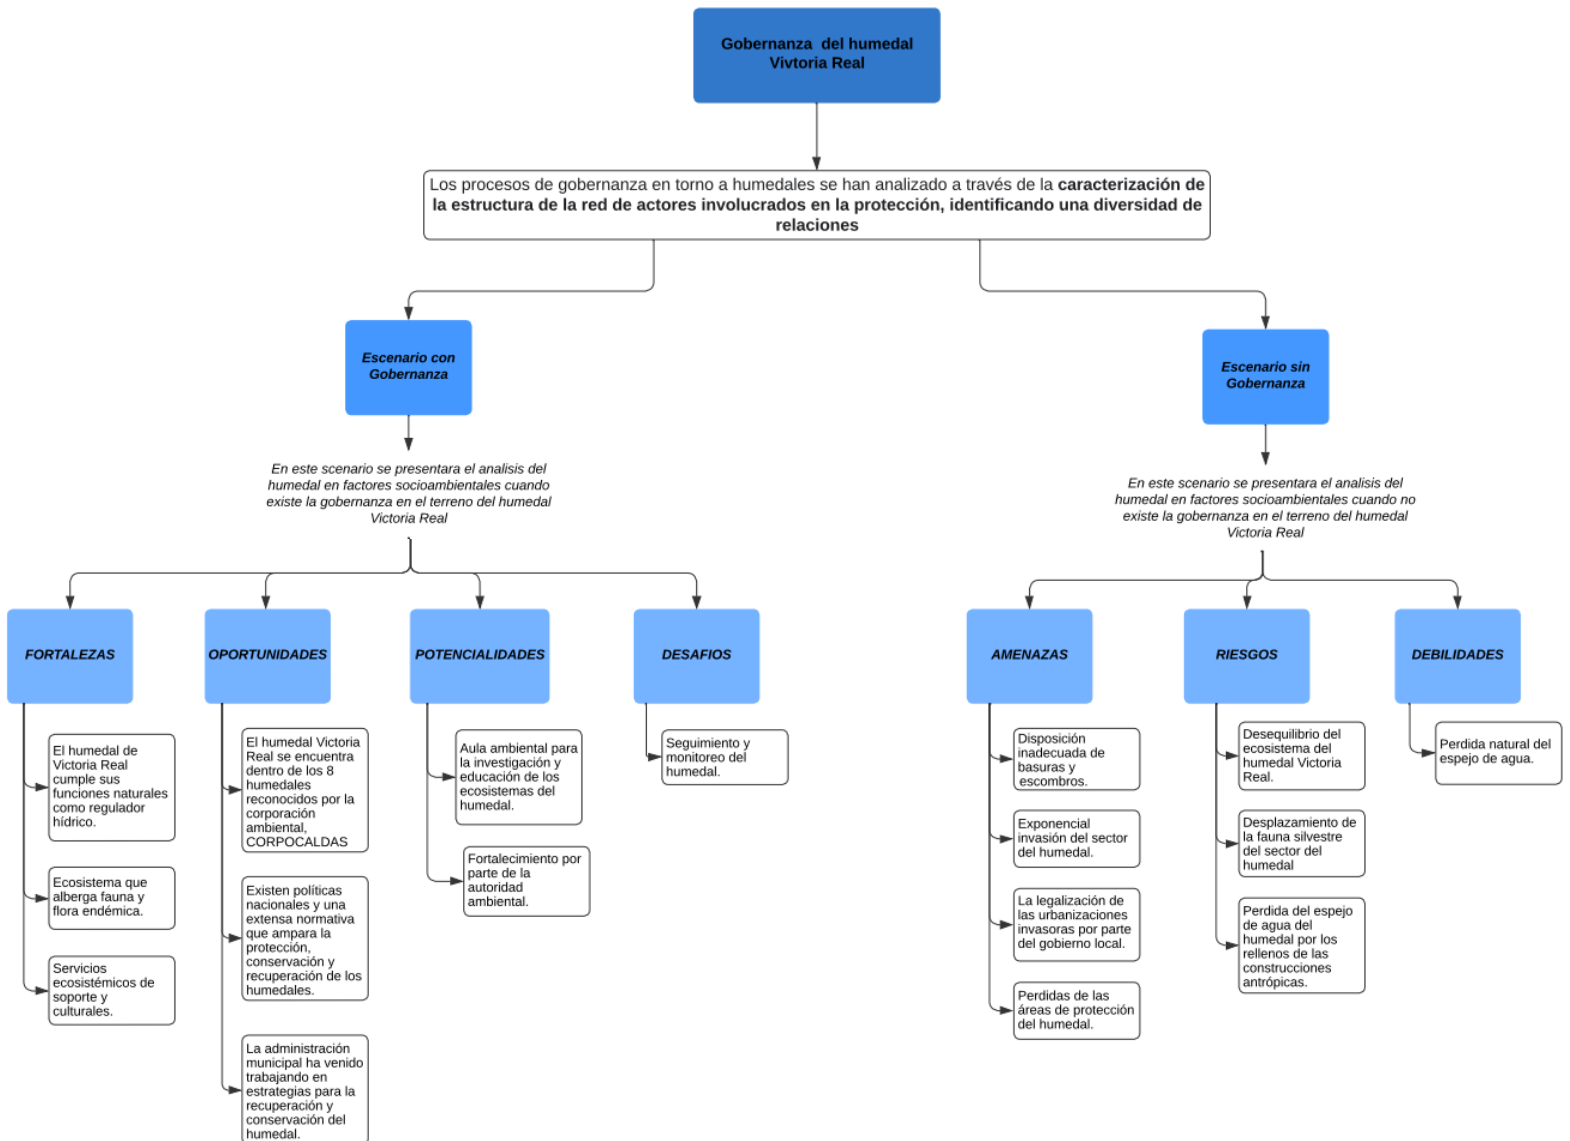 Gobernanza  del humedal
Vivtoria Real
Los procesos de gobernanza en torno a humedales se han analizado a través de la caracterización de
la estructura de la red de actores involucrados en la protección, identificando una diversidad de
relaciones
Escenario con
Gobernanza
En este scenario se presentara el analisis del
humedal en factores socioambientales cuando
existe la gobernanza en el terreno del humedal
Victoria Real
FORTALEZAS
El humedal de
Victoria Real
cumple sus
funciones naturales
como regulador
hídrico.
Ecosistema que
alberga fauna y
flora endémica.
Servicios
ecosistémicos de
soporte y
culturales.
OPORTUNIDADES
El humedal Victoria
Real se encuentra
dentro de los 8
humedales
reconocidos por la
corporación
ambiental,
CORPOCALDAS
Existen políticas
nacionales y una
extensa normativa
que ampara la
protección,
conservación y
recuperación de los
humedales.
La administración
municipal ha venido
trabajando en
estrategias para la
recuperación y
conservación del
humedal.
POTENCIALIDADES
Aula ambiental para
la investigación y
educación de los
ecosistemas del
humedal.
Fortalecimiento por
parte de la
autoridad
ambiental.
DESAFIOS
Seguimiento y
monitoreo del
humedal.
Escenario sin
Gobernanza
En este scenario se presentara el analisis del
humedal en factores socioambientales cuando no
existe la gobernanza en el terreno del humedal
Victoria Real
AMENAZAS
Disposición
inadecuada de
basuras y
escombros.
Exponencial
invasión del sector
del humedal.
La legalización de
las urbanizaciones
invasoras por parte
del gobierno local.
Perdidas de las
áreas de protección
del humedal.
RIESGOS
Desequilibrio del
ecosistema del
humedal Victoria
Real.
Desplazamiento de
la fauna silvestre
del sector del
humedal
Perdida del espejo
de agua del
humedal por los
rellenos de las
construcciones
antrópicas.
DEBILIDADES
Perdida natural del
espejo de agua.